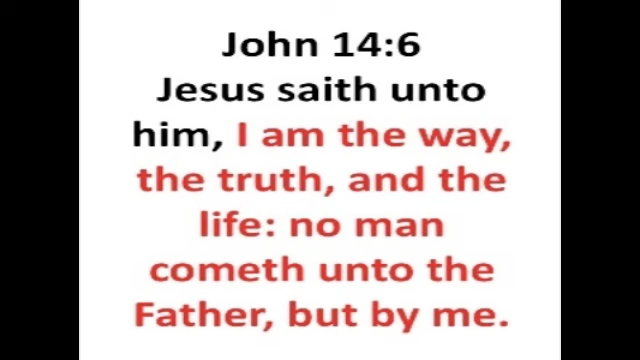 John 14:6
Jesus saith unto
him, I am the way,
the truth, and the
life: no man
cometh unto the
Father, but by me.